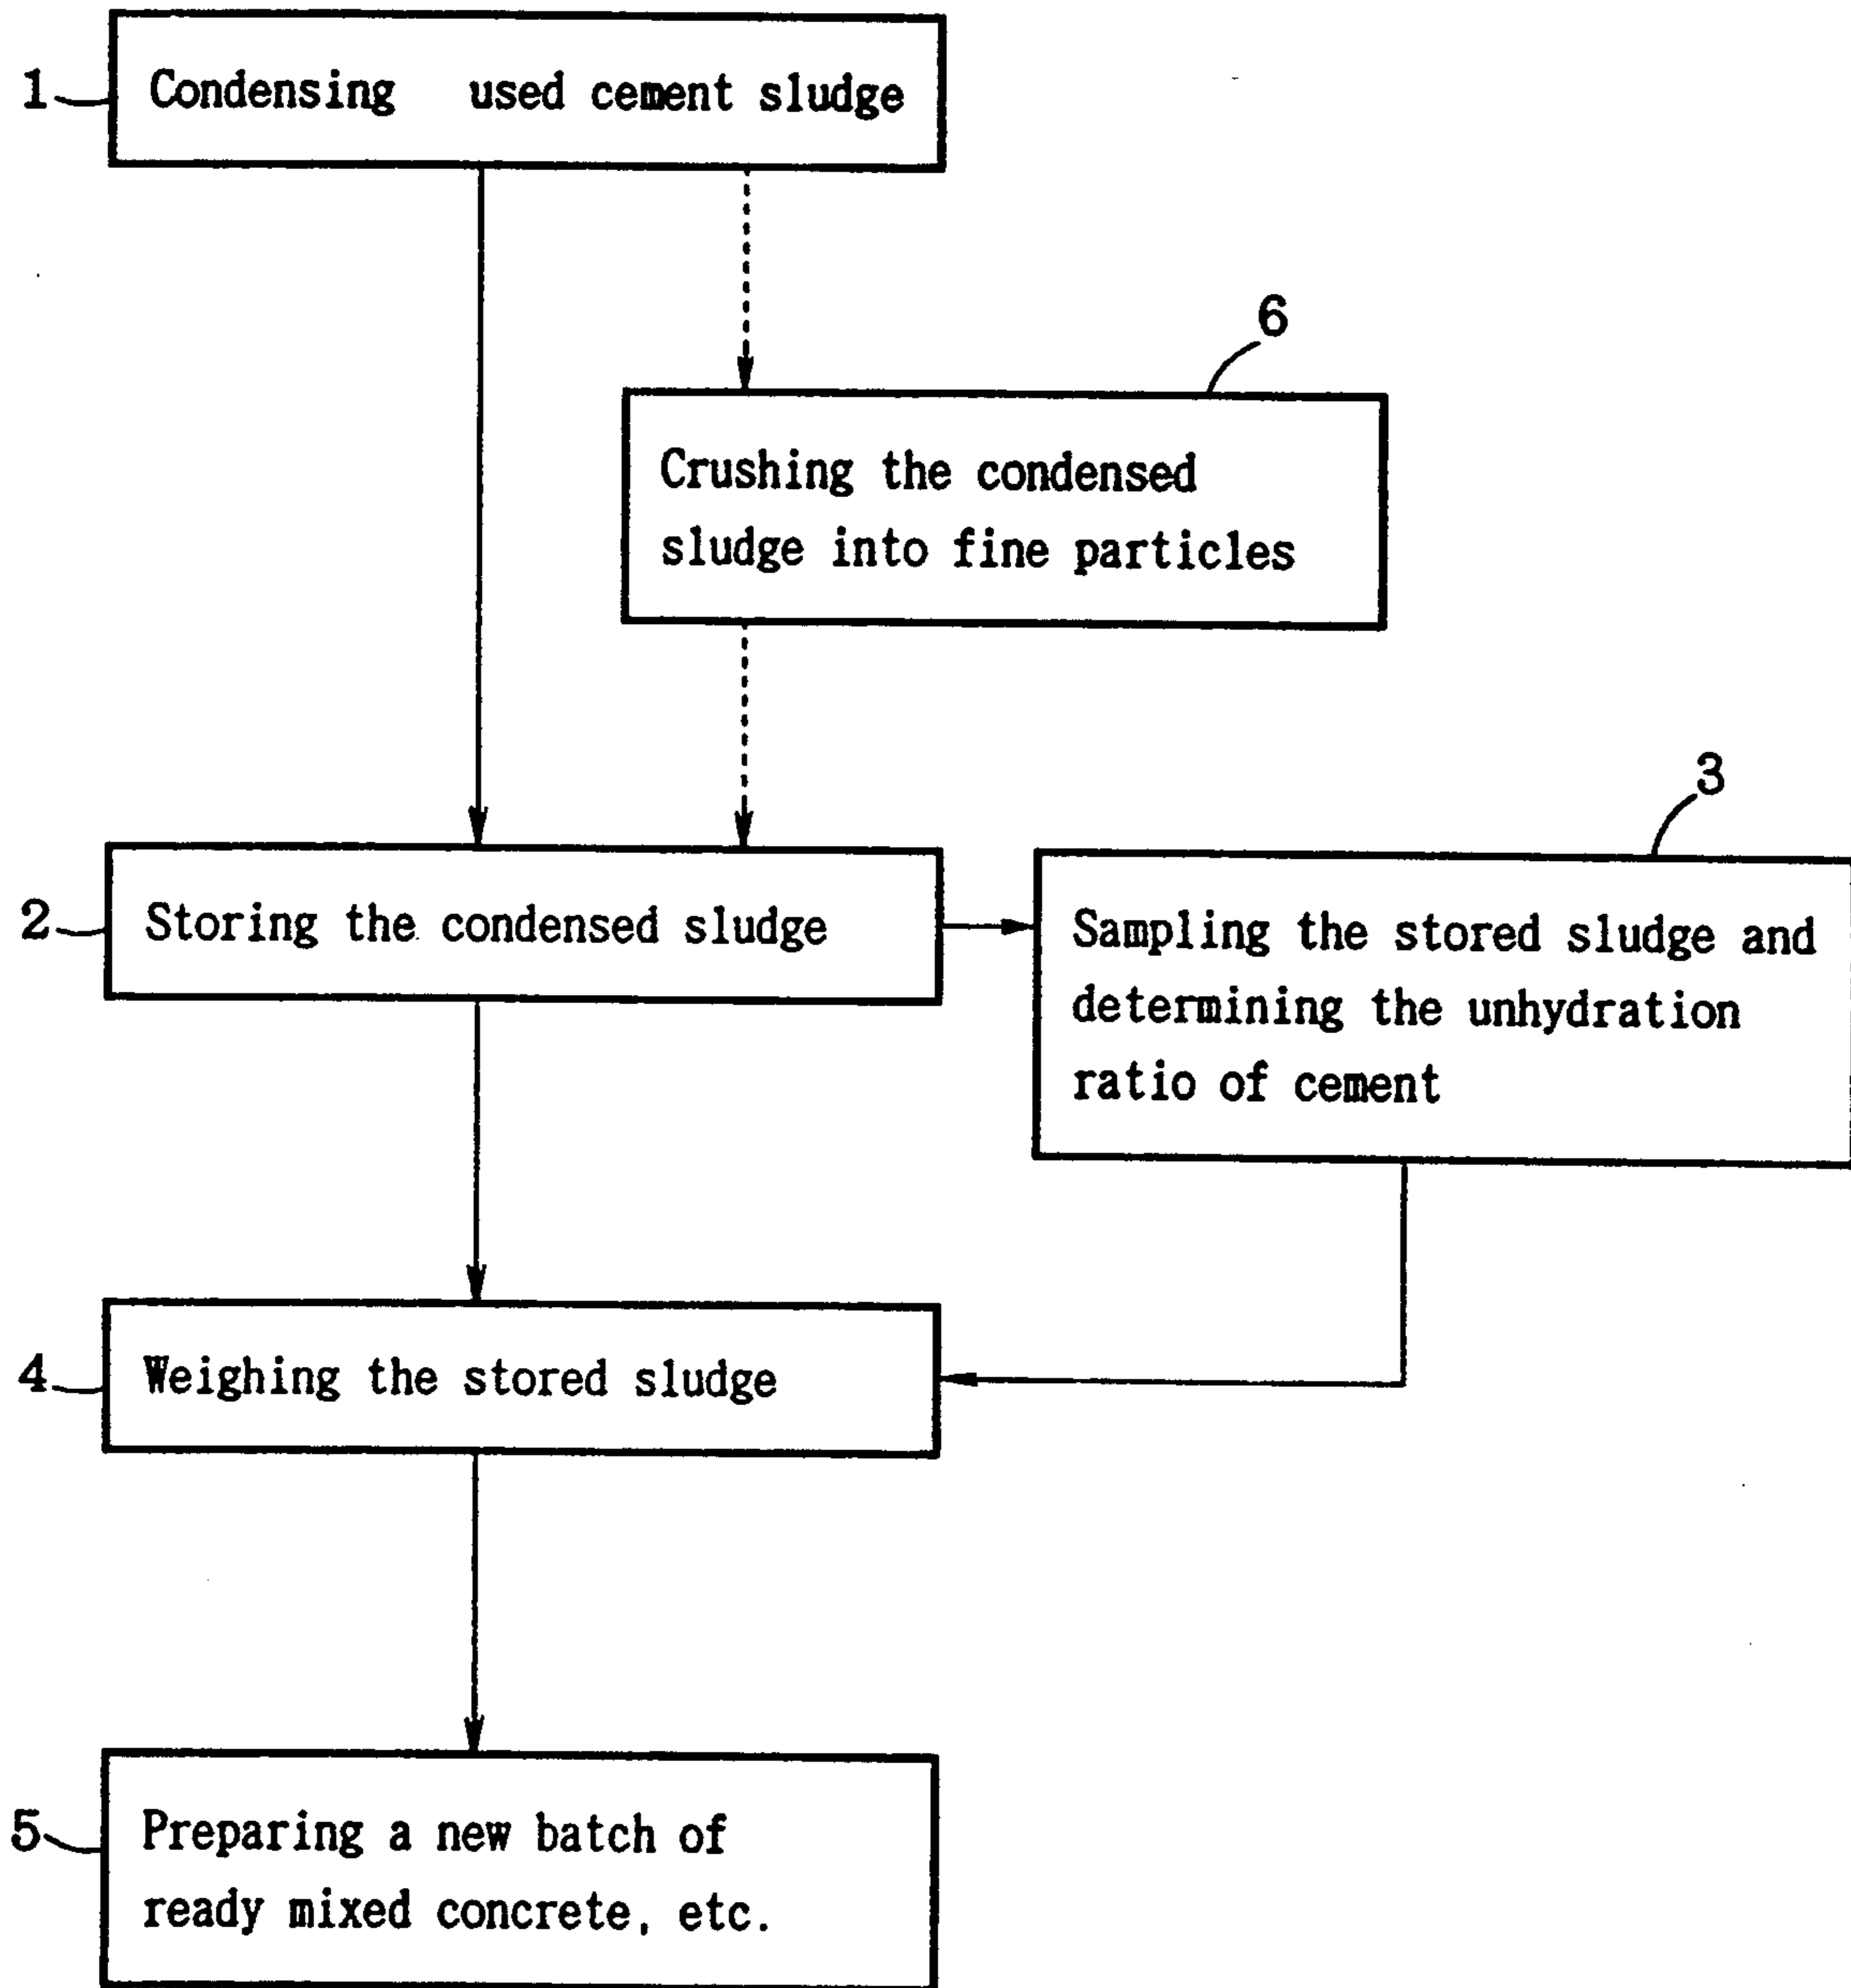 1
Condensing used cement sludge
6
Crushing the condensed
sludge into fine particles
2
Storing the condensed sludge
3
Sampling the stored sludge and
determining the unhydration
ratio of cement
4
Weighing the stored sludge
5
Preparing a new batch of
ready mixed concrete, etc.